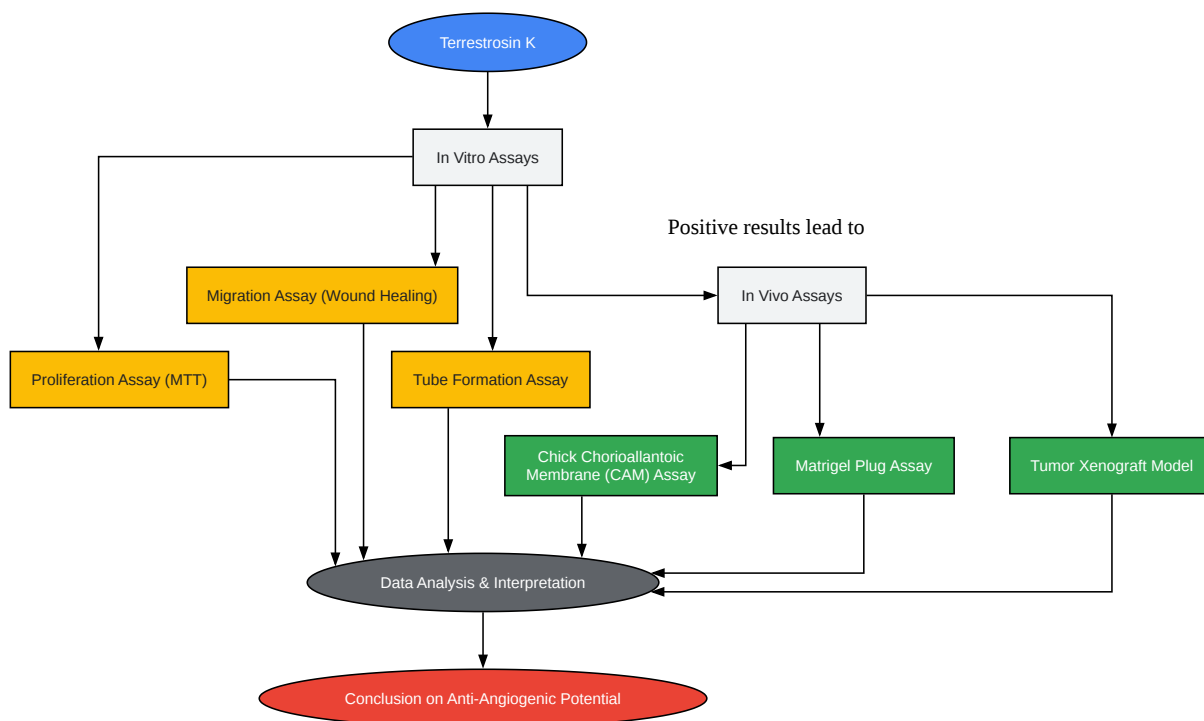 Terrestrosin K
In Vitro Assays
Positive results lead to
Migration Assay (Wound Healing)
In Vivo Assays
Proliferation Assay (MTT)
Tube Formation Assay
Chick Chorioallantoic
Membrane (CAM) Assay
Matrigel Plug Assay
Tumor Xenograft Model
Data Analysis & Interpretation
Conclusion on Anti-Angiogenic Potential